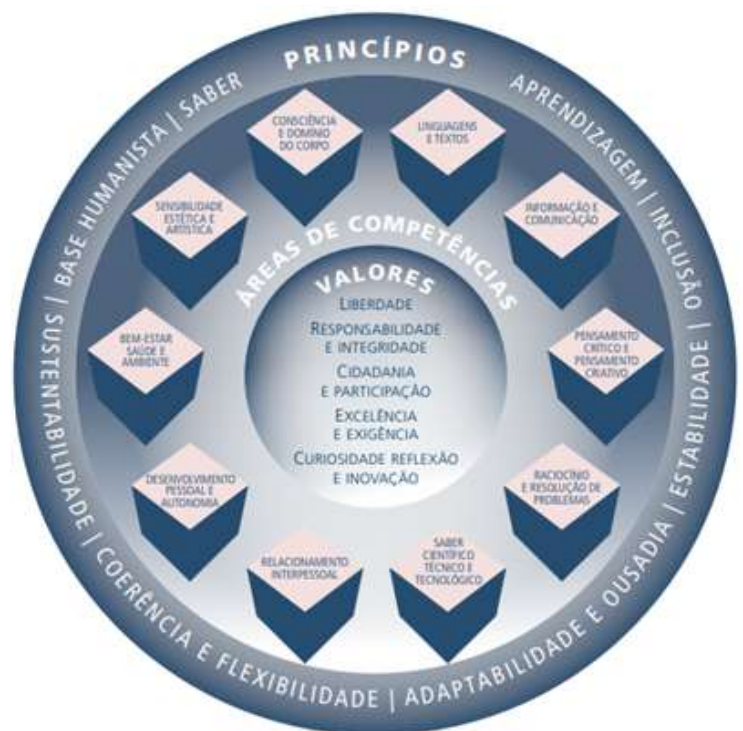 PRINCÍPIOS
BASE HUMANISTA | SABER
APRENDIZAGEM | INCLUSÃO
ESTABILIDADE |
ADAPTABILIDADE E OUSADIA |
COERÊNCIA E FLEXIBILIDADE |
SUSTENTABILIDADE |
ÁREAS DE COMPETÊNCIAS
LINGUAGENS
E TEXTOS
INFORMAÇÃO E
COMUNICAÇÃO
PENSAMENTO
CRÍTICO E
PENSAMENTO
CRIATIVO
RACIOCÍNIO
E RESOLUÇÃO DE
PROBLEMAS
SABER
CIENTÍFICO
TÉCNICO E
TECNOLÓGICO
RELACIONAMENTO
INTERPESSOAL
DESENVOLVIMENTO
PESSOAL E
AUTONOMIA
BEM-ESTAR
SAÚDE E
AMBIENTE
SENSIBILIDADE
ESTÉTICA E
ARTÍSTICA
CONSCIÊNCIA
E DOMÍNIO
DO CORPO
VALORES
LIBERDADE
RESPONSABILIDADE
E INTEGRIDADE
CIDADANIA
E PARTICIPAÇÃO
EXCELÊNCIA
E EXIGÊNCIA
CURIOSIDADE REFLEXÃO
E INOVAÇÃO